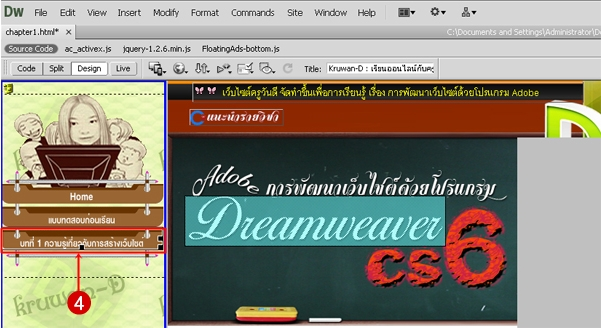 DW File Edit View Insert Modify Format Commands Site Window Help
chapter1.html* C:\Documents and Settings\Administrator\D
Source Code ac_activex.js jquery-1.2.6.min.js FloatingAds-bottom.js
Code Split Design Live Title: Kruwan-D : เรียนออนไลน์กับคุ
เว็บไซต์ครูวันดี จัดทำขึ้นเพื่อการเรียนรู้ เรื่อง การพัฒนาเว็บไซต์ด้วยโปรแกรม Adobe
แนะนำรายวิชา
Adobe การพัฒนาเว็บไซต์ด้วยโปรแกรม
Dreamweaver
cs6
Home
แบบทดสอบก่อนเรียน
บทที่ 1 ความรู้เกี่ยวกับการสร้างเว็บไซต์
4
kruwan-D